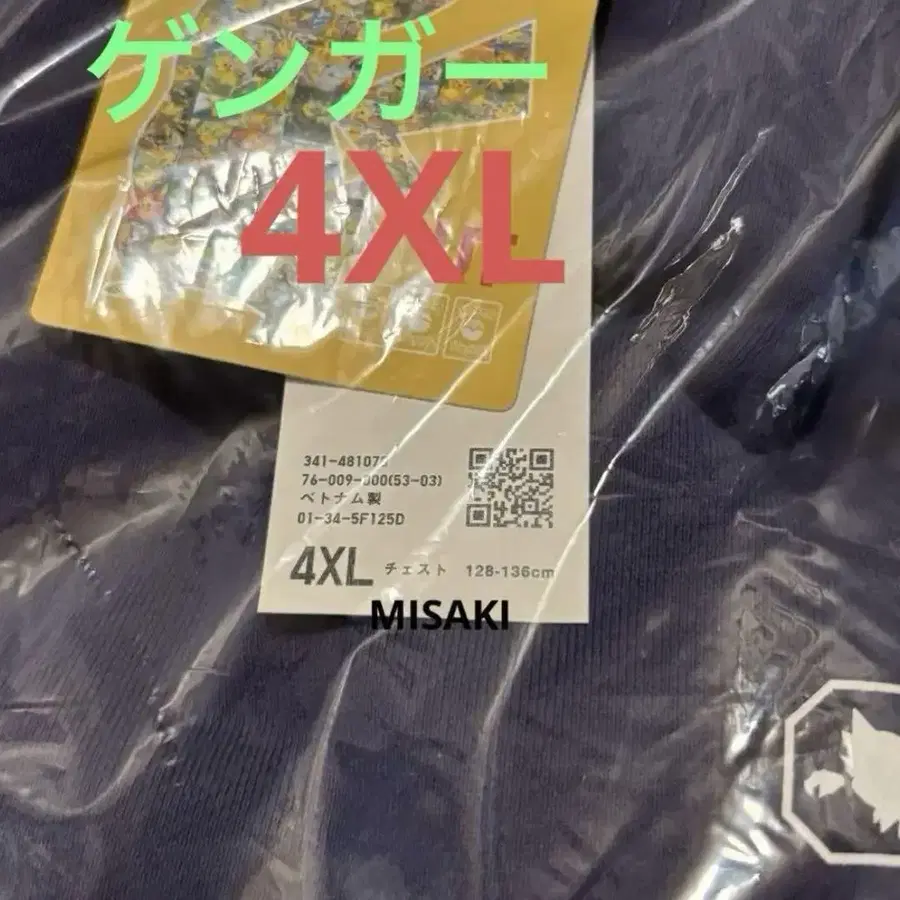 ゲンガー
4XL
341-48107
76-009-000(53-03)
ベトナム製
01-34-5F125D
4XL チェスト 128-136cm
MISAKI